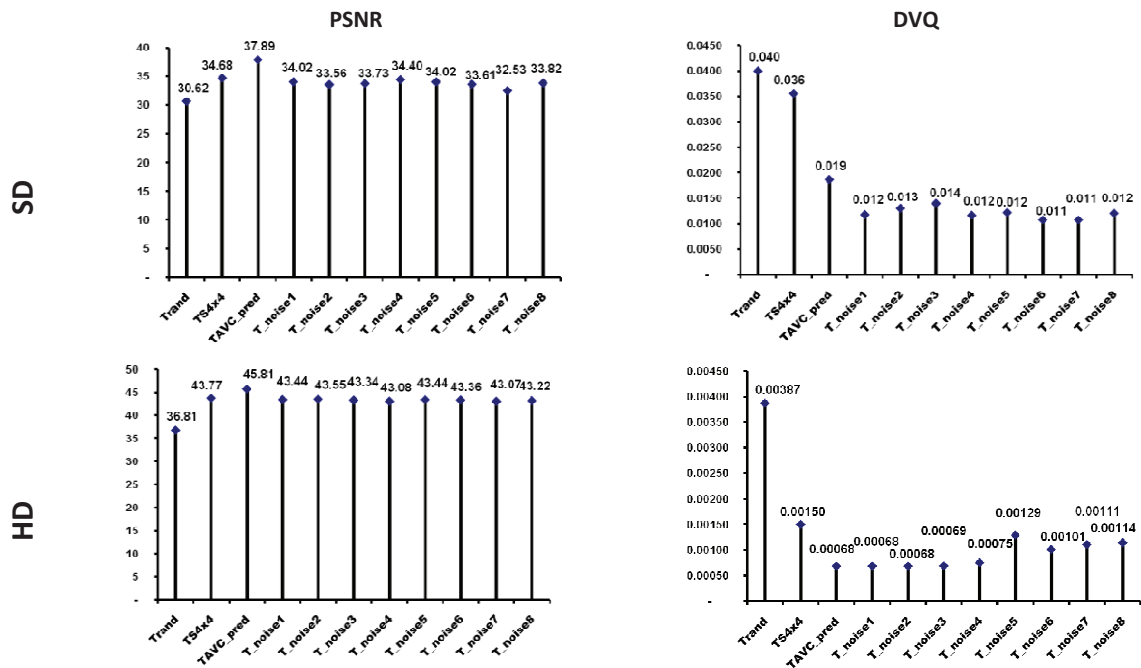 PSNR
DVQ
SD
40
35
30
25
20
15
10
5
-
30.62
34.68
37.89
34.02
33.56
33.73
34.40
34.02
33.61
32.53
33.82
Trand
TS4x4
TAVC_pred
T_noise1
T_noise2
T_noise3
T_noise4
T_noise5
T_noise6
T_noise7
T_noise8
0.0450
0.0400
0.0350
0.0300
0.0250
0.0200
0.0150
0.0100
0.0050
-
0.040
0.036
0.019
0.012
0.013
0.014
0.012
0.012
0.011
0.011
0.012
Trand
TS4x4
TAVC_pred
T_noise1
T_noise2
T_noise3
T_noise4
T_noise5
T_noise6
T_noise7
T_noise8
HD
50
45
40
35
30
25
20
15
10
5
-
36.81
43.77
45.81
43.44
43.55
43.34
43.08
43.44
43.36
43.07
43.22
Trand
TS4x4
TAVC_pred
T_noise1
T_noise2
T_noise3
T_noise4
T_noise5
T_noise6
T_noise7
T_noise8
0.00450
0.00400
0.00350
0.00300
0.00250
0.00200
0.00150
0.00100
0.00050
-
0.00387
0.00150
0.00068
0.00068
0.00068
0.00069
0.00075
0.00129
0.00101
0.00111
0.00114
Trand
TS4x4
TAVC_pred
T_noise1
T_noise2
T_noise3
T_noise4
T_noise5
T_noise6
T_noise7
T_noise8